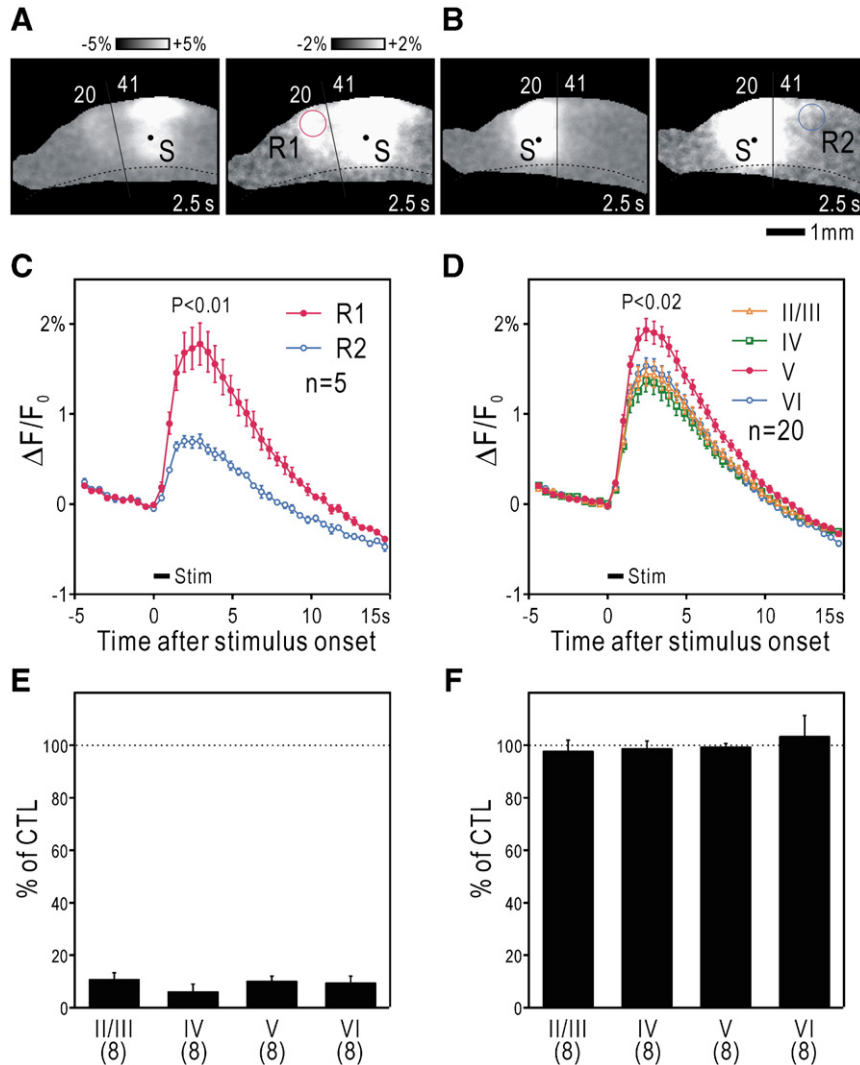 A
B
-5% +5%
-2% +2%
20 41
S
2.5 s
20 41
R1
S
2.5 s
20 41
S
2.5 s
20 41
S
R2
2.5 s
1mm
C
D
P<0.01
R1
R2
n=5
2%
1
0
-1
ΔF/F0
Stim
-5 0 5 10 15s
Time after stimulus onset
P<0.02
II/III
IV
V
VI
n=20
2%
1
0
-1
ΔF/F0
Stim
-5 0 5 10 15s
Time after stimulus onset
E
F
% of CTL
100
80
60
40
20
0
II/III IV V VI
(8) (8) (8) (8)
% of CTL
100
80
60
40
20
0
II/III IV V VI
(8) (8) (8) (8)